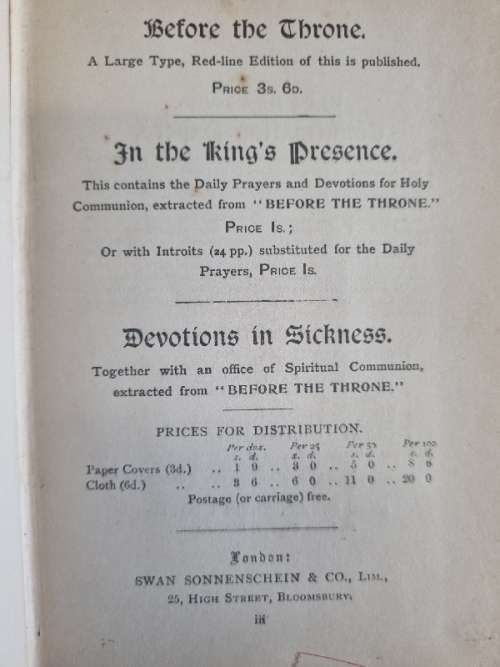 Before the Throne.
A Large Type, Red-line Edition of this is published.
Price 3s. 6d.
In the King's Presence.
This contains the Daily Prayers and Devotions for Holy
Communion, extracted from "BEFORE THE THRONE."
Price 1s.;
Or with Introits (24 pp.) substituted for the Daily
Prayers, Price 1s.
Devotions in Sickness.
Together with an office of Spiritual Communion,
extracted from "BEFORE THE THRONE."
PRICES FOR DISTRIBUTION.
Per doz. Per 25 Per 50 Per 100
s. d. s. d. s. d. s. d.
Paper Covers (3d.) .. 1 9 .. 3 0 .. 5 0 .. 8 6
Cloth (6d.) .. .. 3 6 .. 6 0 .. 11 0 .. 20 0
Postage (or carriage) free.
London:
SWAN SONNENSCHEIN & CO., Lim.,
25, High Street, Bloomsbury.
iii